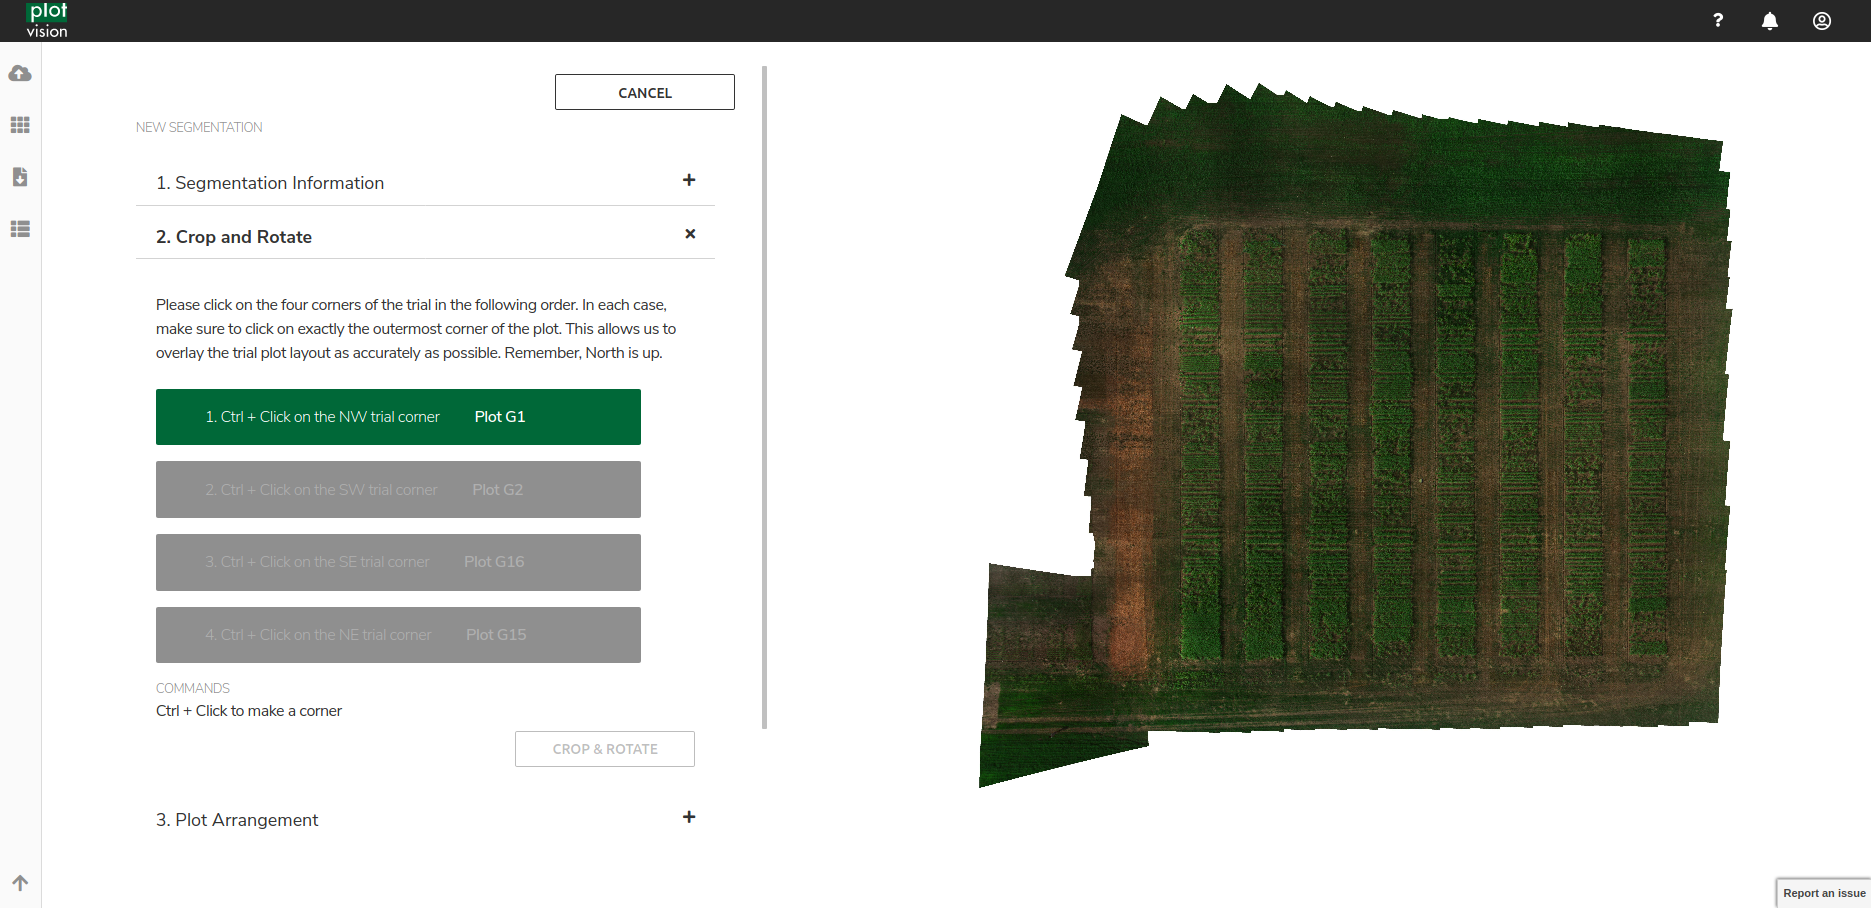 plot
vision
?
CANCEL
NEW SEGMENTATION
1. Segmentation Information
2. Crop and Rotate
Please click on the four corners of the trial in the following order. In each case,
make sure to click on exactly the outermost corner of the plot. This allows us to
overlay the trial plot layout as accurately as possible. Remember, North is up.
1. Ctrl + Click on the NW trial corner Plot G1
2. Ctrl + Click on the SW trial corner Plot G2
3. Ctrl + Click on the SE trial corner Plot G16
4. Ctrl + Click on the NE trial corner Plot G15
COMMANDS
Ctrl + Click to make a corner
CROP & ROTATE
3. Plot Arrangement
Report an issue